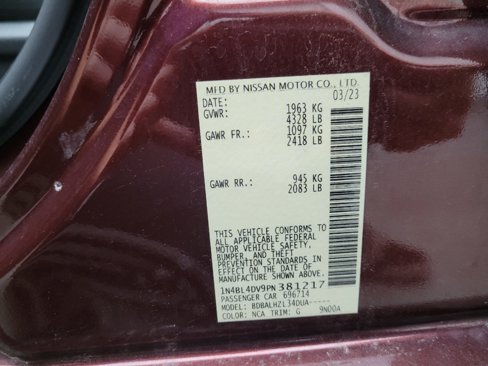 MFD BY NISSAN MOTOR CO., LTD.
DATE: 03/23
GVWR: 1963 KG
4328 LB
GAWR FR.: 1097 KG
2418 LB
GAWR RR.: 945 KG
2083 LB
THIS VEHICLE CONFORMS TO
ALL APPLICABLE FEDERAL
MOTOR VEHICLE SAFETY,
BUMPER, AND THEFT
PREVENTION STANDARDS
IN EFFECT ON THE DATE OF
MANUFACTURE SHOWN ABOVE.
1N4BL4DV9PN381217
PASSENGER CAR 696714
MODEL: BDBALHZL340UA-----
COLOR: NCA TRIM: G 9N00A